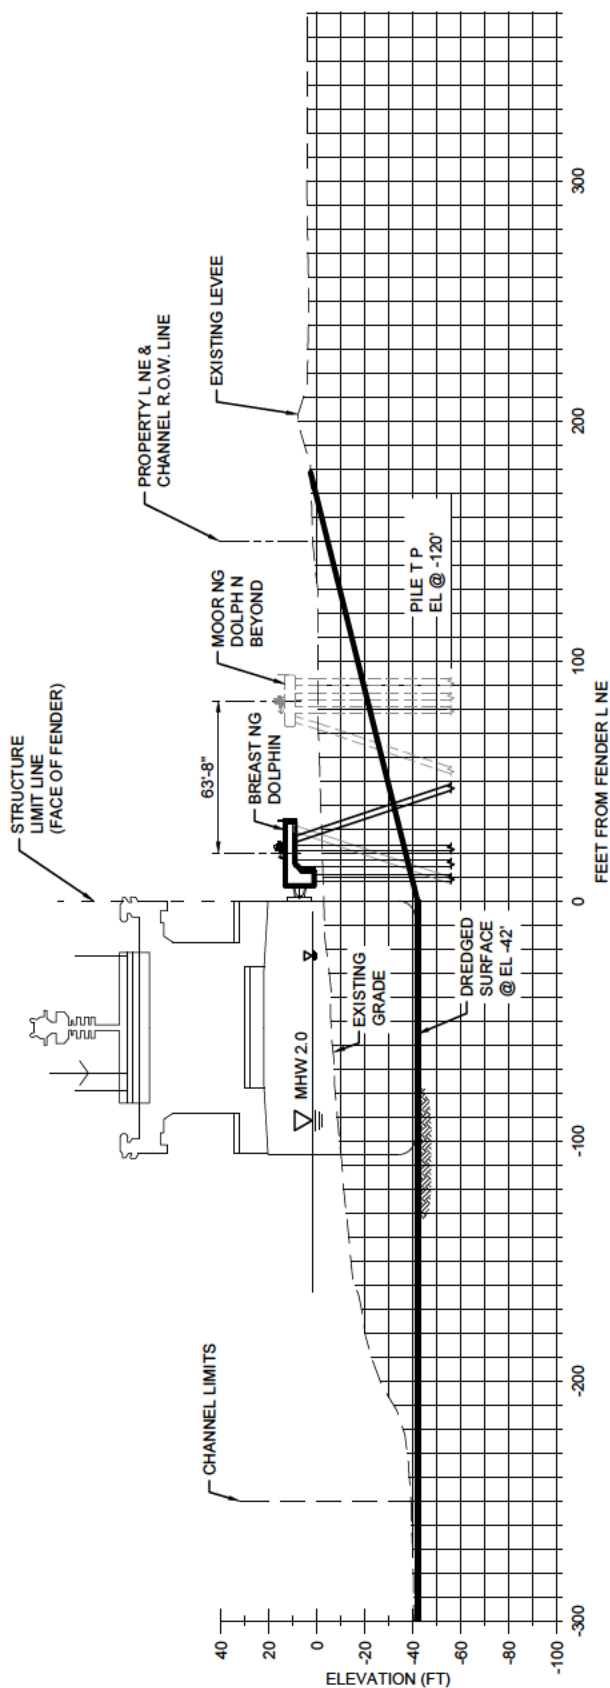 STRUCTURE
LIMIT LINE
(FACE OF FENDER)
CHANNEL LIMITS
MHW 2.0
EXISTING
GRADE
DREDGED
SURFACE
@ EL -42'
BREAST NG
DOLPHIN
63'-8"
MOOR NG
DOLPH N
BEYOND
PROPERTY L NE &
CHANNEL R.O.W. LINE
EXISTING LEVEE
PILE T P
EL @ -120'
40
20
0
-20
-40
-60
-80
-100
ELEVATION (FT)
-300
-200
-100
0
100
200
300
FEET FROM FENDER L NE